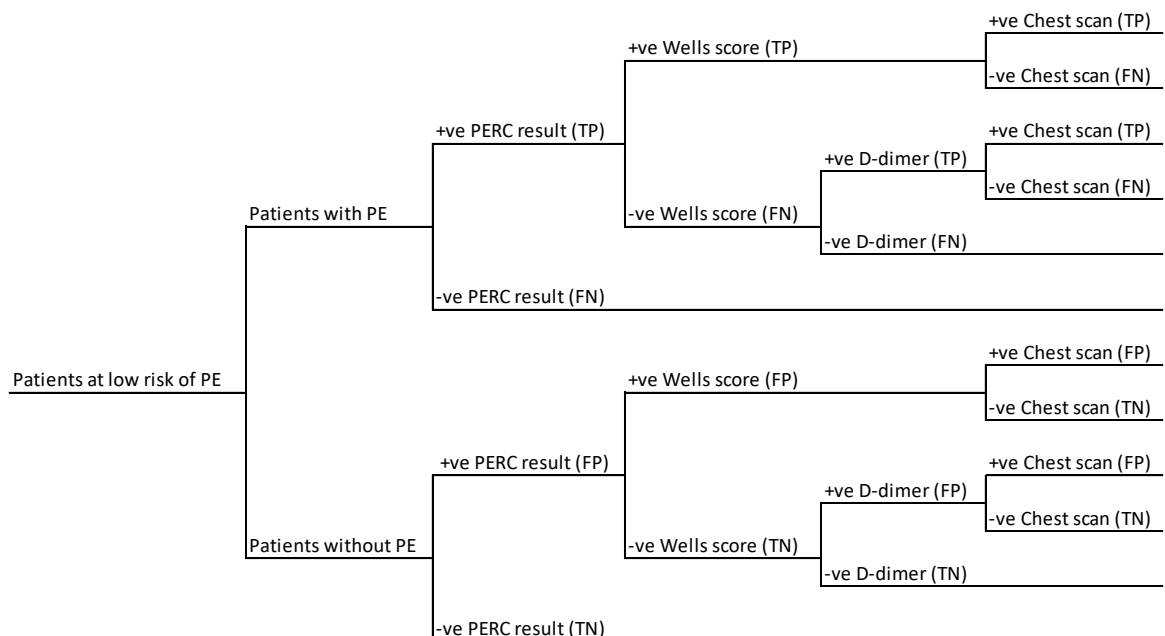 +ve Chest scan (TP)
+ve Wells score (TP)
-ve Chest scan (FN)
+ve PERC result (TP)
+ve Chest scan (TP)
+ve D-dimer (TP)
-ve Chest scan (FN)
Patients with PE
-ve Wells score (FN)
-ve D-dimer (FN)
-ve PERC result (FN)
+ve Chest scan (FP)
Patients at low risk of PE
+ve Wells score (FP)
-ve Chest scan (TN)
+ve PERC result (FP)
+ve Chest scan (FP)
+ve D-dimer (FP)
-ve Chest scan (TN)
Patients without PE
-ve Wells score (TN)
-ve D-dimer (TN)
-ve PERC result (TN)